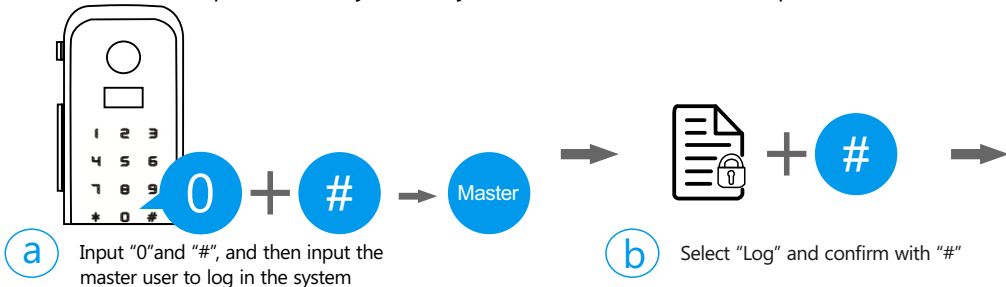 1 2 3
4 5 6
7 8 9
* 0 #
0 + #
Master
+ #
a
Input “0”and “#”, and then input the
master user to log in the system
b
Select “Log” and confirm with “#”